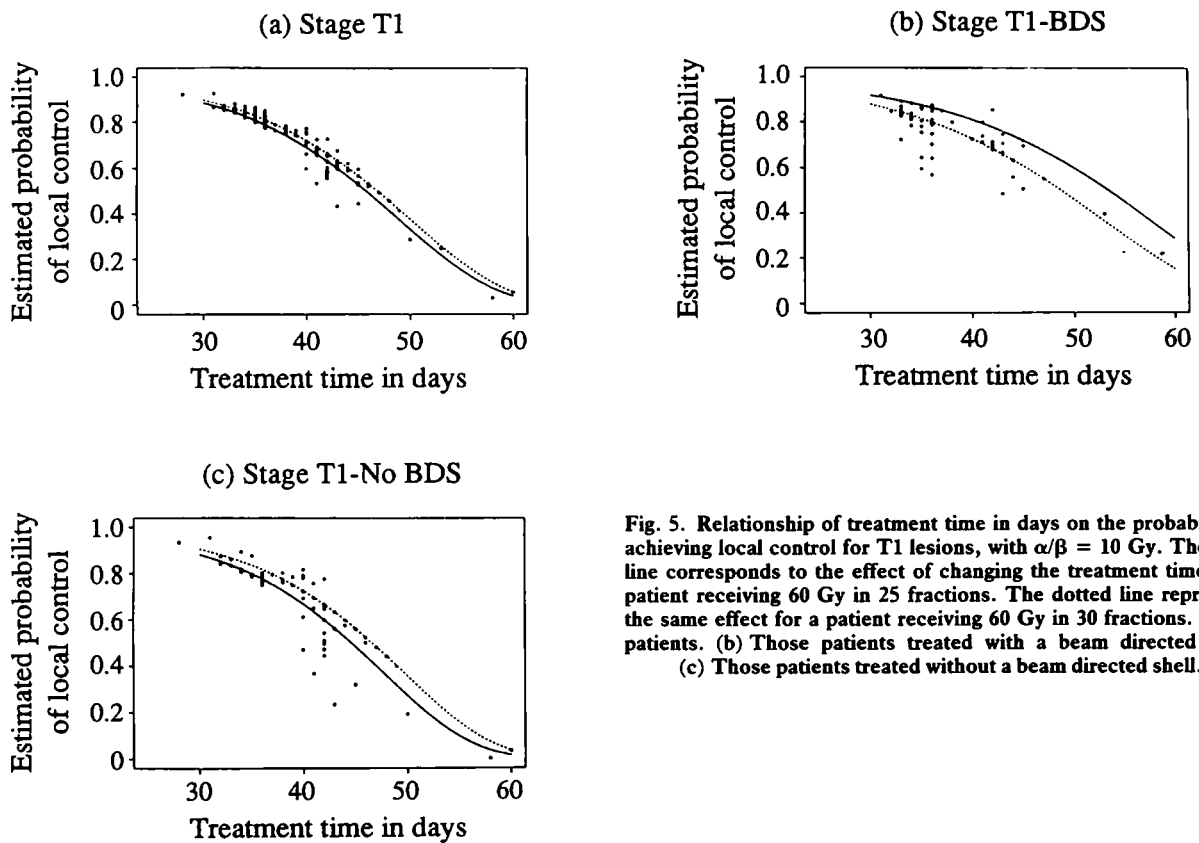 (a) Stage T1
Estimated probability
of local control
1.0
0.8
0.6
0.4
0.2
0
30 40 50 60
Treatment time in days
(b) Stage T1-BDS
Estimated probability
of local control
1.0
0.8
0.6
0.4
0.2
0
30 40 50 60
Treatment time in days
(c) Stage T1-No BDS
Estimated probability
of local control
1.0
0.8
0.6
0.4
0.2
0
30 40 50 60
Treatment time in days
Fig. 5. Relationship of treatment time in days on the probab
achieving local control for T1 lesions, with α/β = 10 Gy. The
line corresponds to the effect of changing the treatment time
patient receiving 60 Gy in 25 fractions. The dotted line repr
the same effect for a patient receiving 60 Gy in 30 fractions.
patients. (b) Those patients treated with a beam directed
(c) Those patients treated without a beam directed shell.